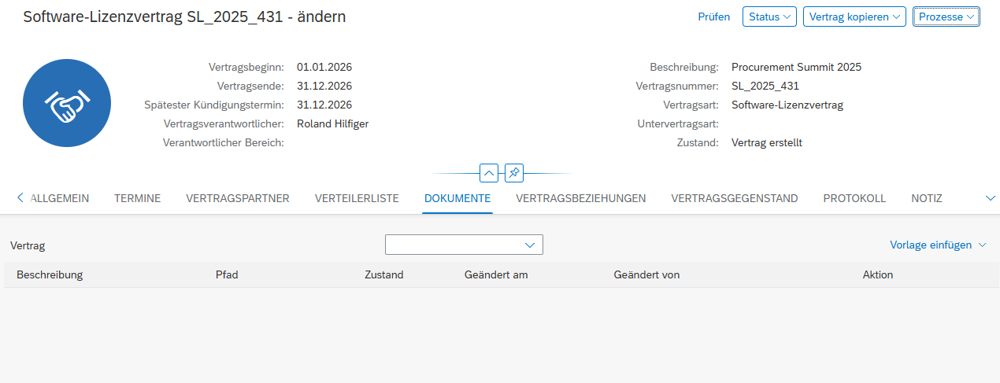 Software-Lizenzvertrag SL_2025_431 - ändern
Prüfen Status Vertrag kopieren Prozesse
Vertragsbeginn: 01.01.2026
Vertragsende: 31.12.2026
Spätester Kündigungstermin: 31.12.2026
Vertragsverantwortlicher: Roland Hilfiger
Verantwortlicher Bereich:
Beschreibung: Procurement Summit 2025
Vertragsnummer: SL_2025_431
Vertragsart: Software-Lizenzvertrag
Untervertragsart:
Zustand: Vertrag erstellt
ALLGEMEIN TERMINE VERTRAGSPARTNER VERTEILERLISTE DOKUMENTE VERTRAGSBEZIEHUNGEN VERTRAGSGEGENSTAND PROTOKOLL NOTIZ
Vertrag Vorlage einfügen
Beschreibung Pfad Zustand Geändert am Geändert von Aktion